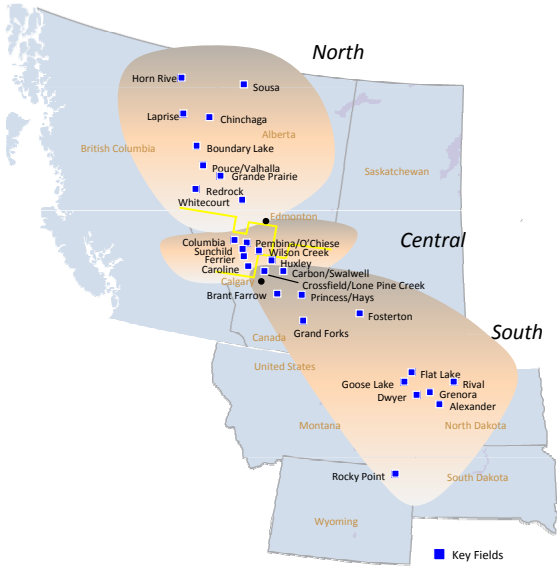 North
Horn Rive
Sousa
Laprise
Chinchaga
British Columbia
Alberta
Boundary Lake
Pouce/Valhalla
Saskatchewan
Grande Prairie
Redrock
Whitecourt
Edmonton
Central
Columbia
Pembina/O'Chiese
Sunchild
Wilson Creek
Ferrier
Huxley
Caroline
Carbon/Swalwell
Calgary
Crossfield/Lone Pine Creek
Brant Farrow
Princess/Hays
Fosterton
South
Grand Forks
Canada
United States
Flat Lake
Goose Lake
Rival
Dwyer
Grenora
Alexander
Montana
North Dakota
Rocky Point
South Dakota
Wyoming
Key Fields